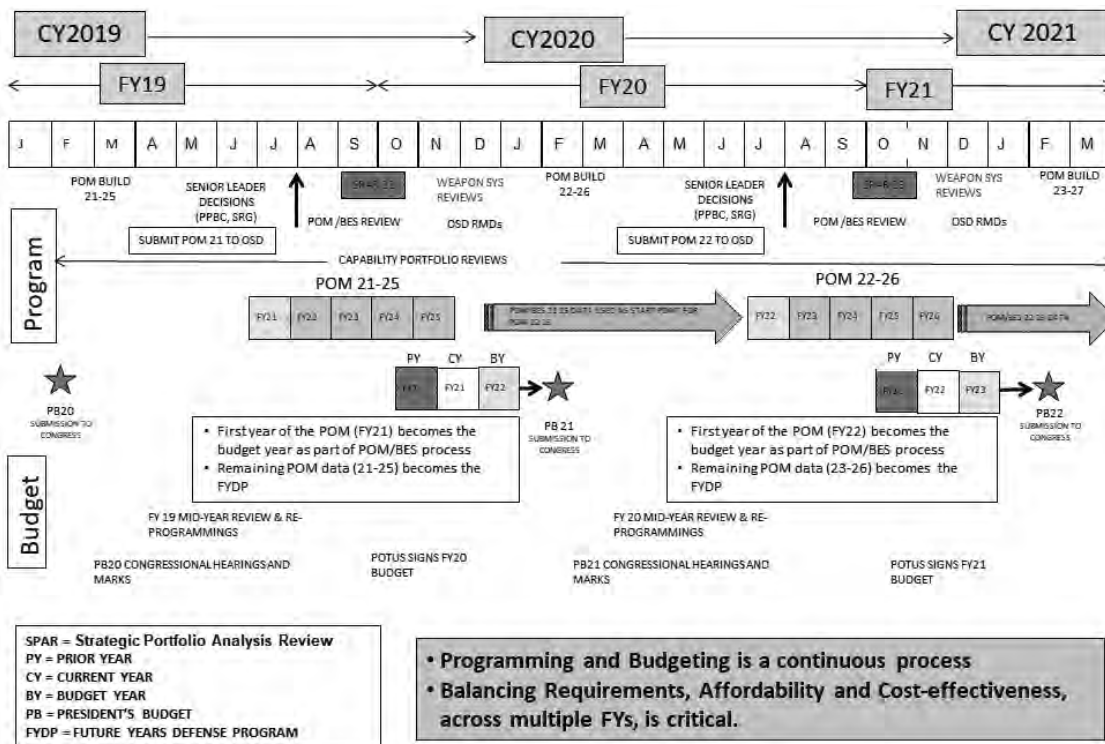 CY2019
CY2020
CY 2021
FY19
FY20
FY21
J F M A M J J A S O N D J F M A M J J A S O N D J F M
POM BUILD
21-25
SENIOR LEADER
DECISIONS
(PPBC, SRG)
WEAPON SYS
REVIEWS
POM BUILD
22-26
SENIOR LEADER
DECISIONS
(PPBC, SRG)
WEAPON SYS
REVIEWS
POM BUILD
23-27
POM /BES REVIEW
OSD RMDs
POM /BES REVIEW
OSD RMDs
SUBMIT POM 21 TO OSD
SUBMIT POM 22 TO OSD
CAPABILITY PORTFOLIO REVIEWS
Program
POM 21-25
POM 22-26
FY21 FY22 FY23 FY24 FY25
FY22 FY23 FY24 FY25 FY26
PY CY BY
PY CY BY
FY21 FY22
FY22 FY23
PB20
SUBMISSION TO
CONGRESS
PB 21
SUBMISSION TO
CONGRESS
PB22
SUBMISSION TO
CONGRESS
• First year of the POM (FY21) becomes the
budget year as part of POM/BES process
• Remaining POM data (21-25) becomes the
FYDP
• First year of the POM (FY22) becomes the
budget year as part of POM/BES process
• Remaining POM data (23-26) becomes the
FYDP
Budget
FY 19 MID-YEAR REVIEW & RE-
PROGRAMMINGS
FY 20 MID-YEAR REVIEW & RE-
PROGRAMMINGS
PB20 CONGRESSIONAL HEARINGS AND
MARKS
POTUS SIGNS FY20
BUDGET
PB21 CONGRESSIONAL HEARINGS AND
MARKS
POTUS SIGNS FY21
BUDGET
SPAR = Strategic Portfolio Analysis Review
PY = PRIOR YEAR
CY = CURRENT YEAR
BY = BUDGET YEAR
PB = PRESIDENT'S BUDGET
FYDP = FUTURE YEARS DEFENSE PROGRAM
• Programming and Budgeting is a continuous process
• Balancing Requirements, Affordability and Cost-effectiveness,
across multiple FYs, is critical.